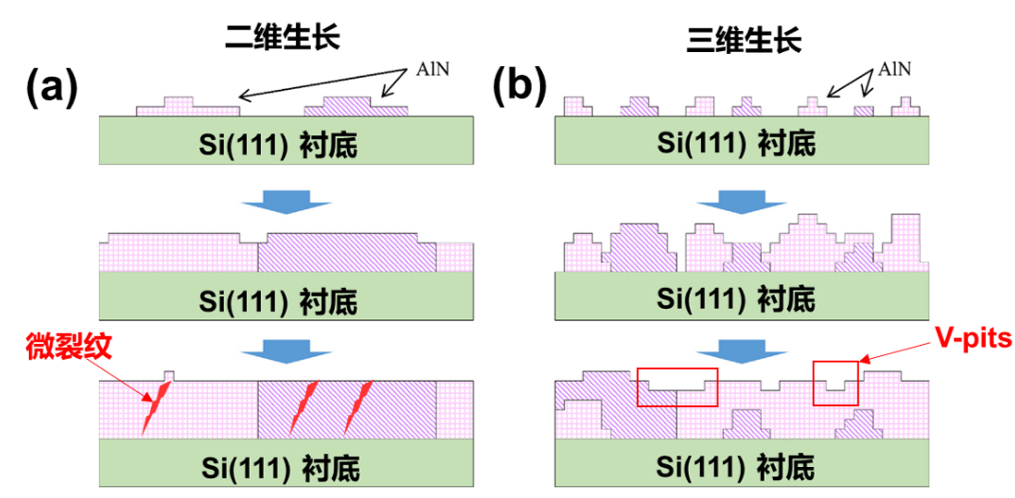 二维生长
(a)
AlN
Si(111) 衬底
Si(111) 衬底
微裂纹
Si(111) 衬底
三维生长
(b)
AlN
Si(111) 衬底
Si(111) 衬底
V-pits
Si(111) 衬底